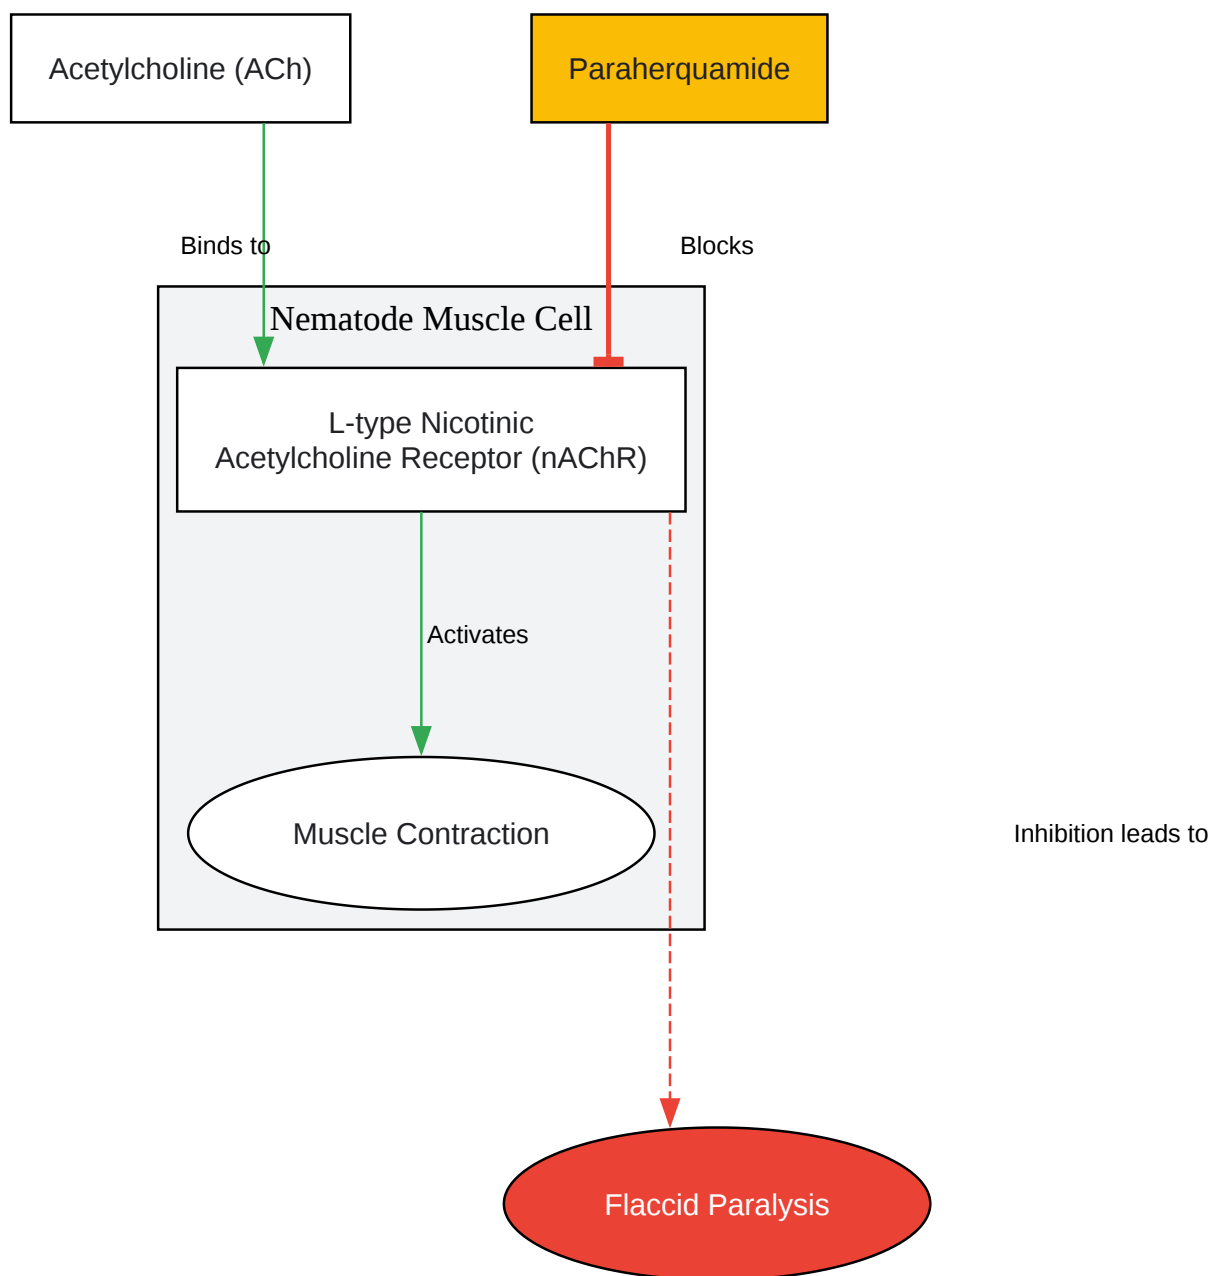 Acetylcholine (ACh)
Paraherquamide
Binds to
Blocks
Nematode Muscle Cell
L-type Nicotinic
Acetylcholine Receptor (nAChR)
Activates
Muscle Contraction
Inhibition leads to
Flaccid Paralysis